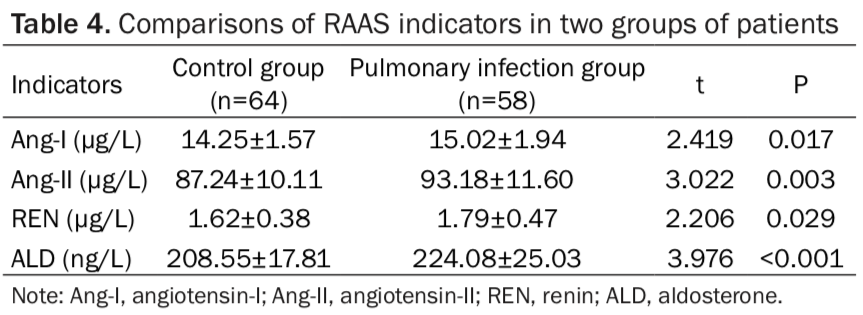 Table 4. Comparisons of RAAS indicators in two groups of patients
Indicators Control group (n=64) Pulmonary infection group (n=58) t P
Ang-I (µg/L) 14.25±1.57 15.02±1.94 2.419 0.017
Ang-II (µg/L) 87.24±10.11 93.18±11.60 3.022 0.003
REN (µg/L) 1.62±0.38 1.79±0.47 2.206 0.029
ALD (ng/L) 208.55±17.81 224.08±25.03 3.976 <0.001
Note: Ang-I, angiotensin-I; Ang-II, angiotensin-II; REN, renin; ALD, aldosterone.